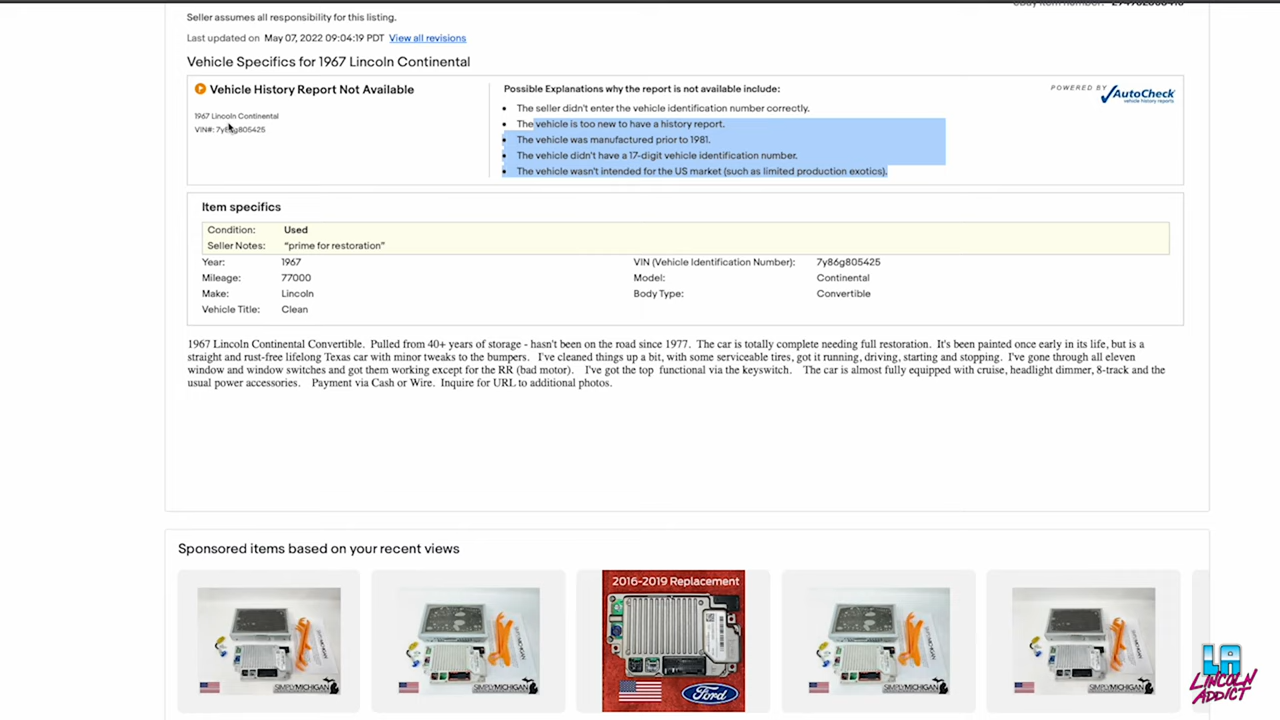 Seller assumes all responsibility for this listing.
Last updated on May 07, 2022 09:04:19 PDT View all revisions
Vehicle Specifics for 1967 Lincoln Continental
Vehicle History Report Not Available
1967 Lincoln Continental
VIN#: 7y86g805425
Possible Explanations why the report is not available include:
The seller didn't enter the vehicle identification number correctly.
The vehicle is too new to have a history report.
The vehicle was manufactured prior to 1981.
The vehicle didn't have a 17-digit vehicle identification number.
The vehicle wasn't intended for the US market (such as limited production exotics).
POWERED BY AutoCheck
vehicle history reports
Item specifics
Condition: Used
Seller Notes: “prime for restoration”
Year: 1967
VIN (Vehicle Identification Number): 7y86g805425
Mileage: 77000
Model: Continental
Make: Lincoln
Body Type: Convertible
Vehicle Title: Clean
1967 Lincoln Continental Convertible. Pulled from 40+ years of storage - hasn't been on the road since 1977. The car is totally complete needing full restoration. It's been painted once early in its life, but is a
straight and rust-free lifelong Texas car with minor tweaks to the bumpers. I've cleaned things up a bit, with some serviceable tires, got it running, driving, starting and stopping. I've gone through all eleven
window and window switches and got them working except for the RR (bad motor). I've got the top functional via the keyswitch. The car is almost fully equipped with cruise, headlight dimmer, 8-track and the
usual power accessories. Payment via Cash or Wire. Inquire for URL to additional photos.
Sponsored items based on your recent views
2016-2019 Replacement
SIMPLYMICHIGAN
SIMPLYMICHIGAN
Ford
SIMPLYMICHIGAN
SIMPLYMICHIGAN
LA
LINCOLN
ADDICT